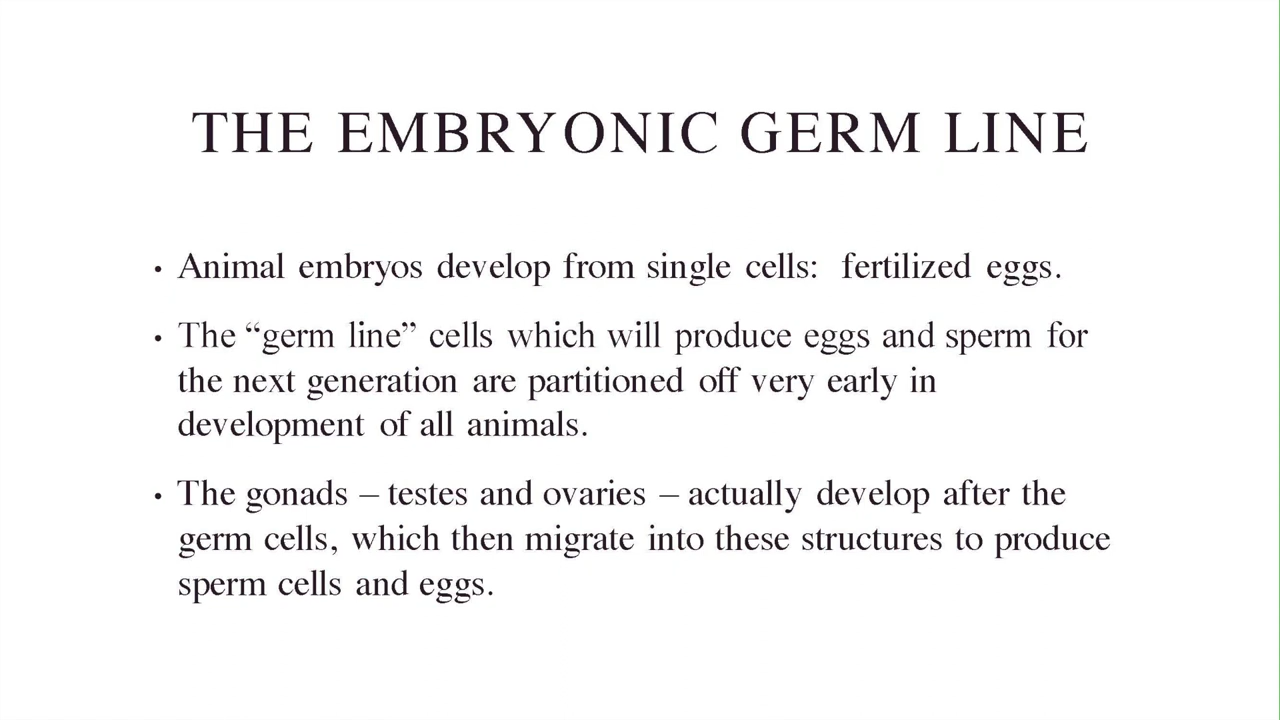 THE EMBRYONIC GERM LINE
• Animal embryos develop from single cells:  fertilized eggs.
• The “germ line” cells which will produce eggs and sperm for
the next generation are partitioned off very early in
development of all animals.
• The gonads – testes and ovaries – actually develop after the
germ cells, which then migrate into these structures to produce
sperm cells and eggs.